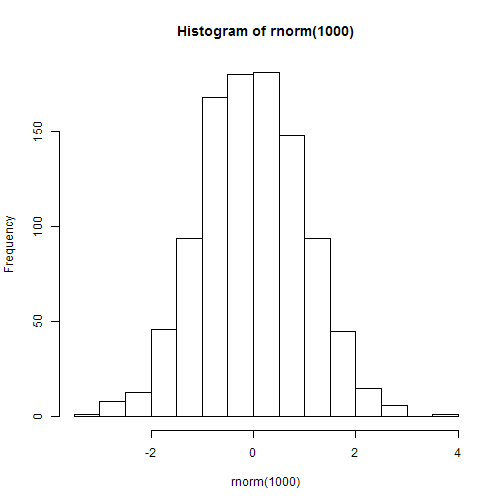 Histogram of rnorm(1000)
150
100
50
0
Frequency
-2 0 2 4
rnorm(1000)